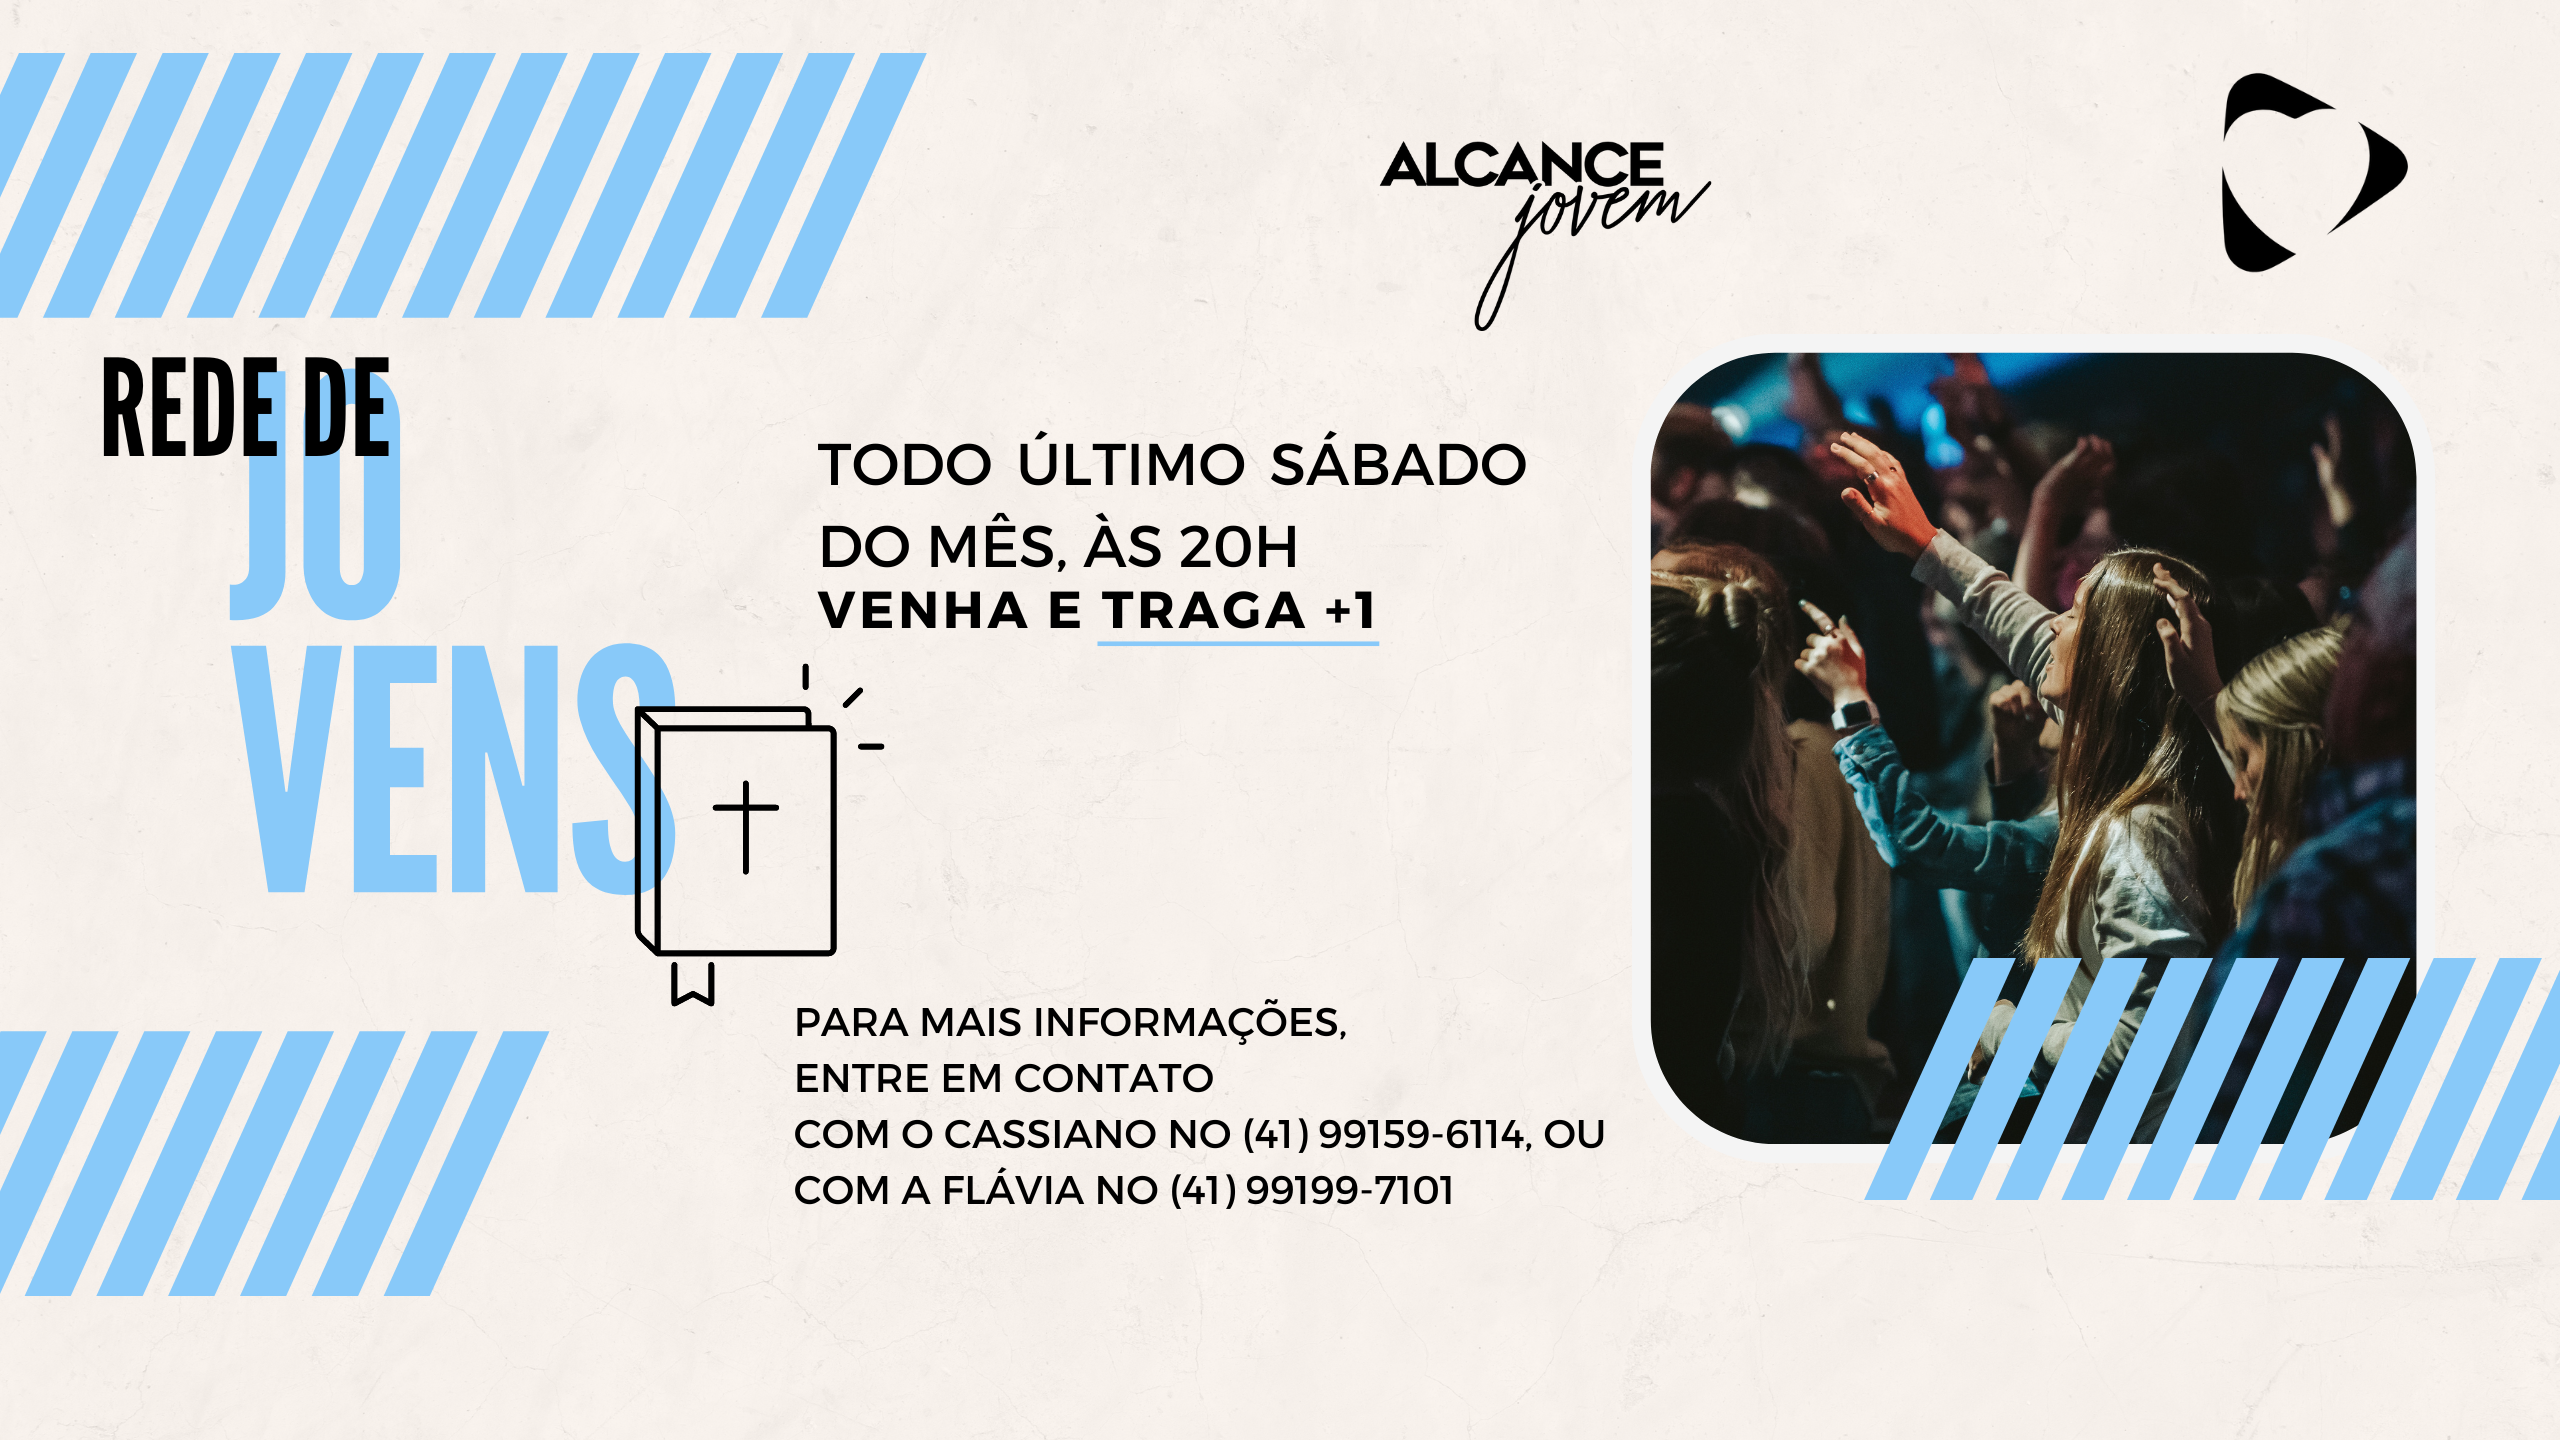 ALCANCE
jovem
REDE DE
JO
VENS
TODO ÚLTIMO SÁBADO
DO MÊS, ÀS 20H
VENHA E TRAGA +1
PARA MAIS INFORMAÇÕES,
ENTRE EM CONTATO
COM O CASSIANO NO (41) 99159-6114, OU
COM A FLÁVIA NO (41) 99199-7101